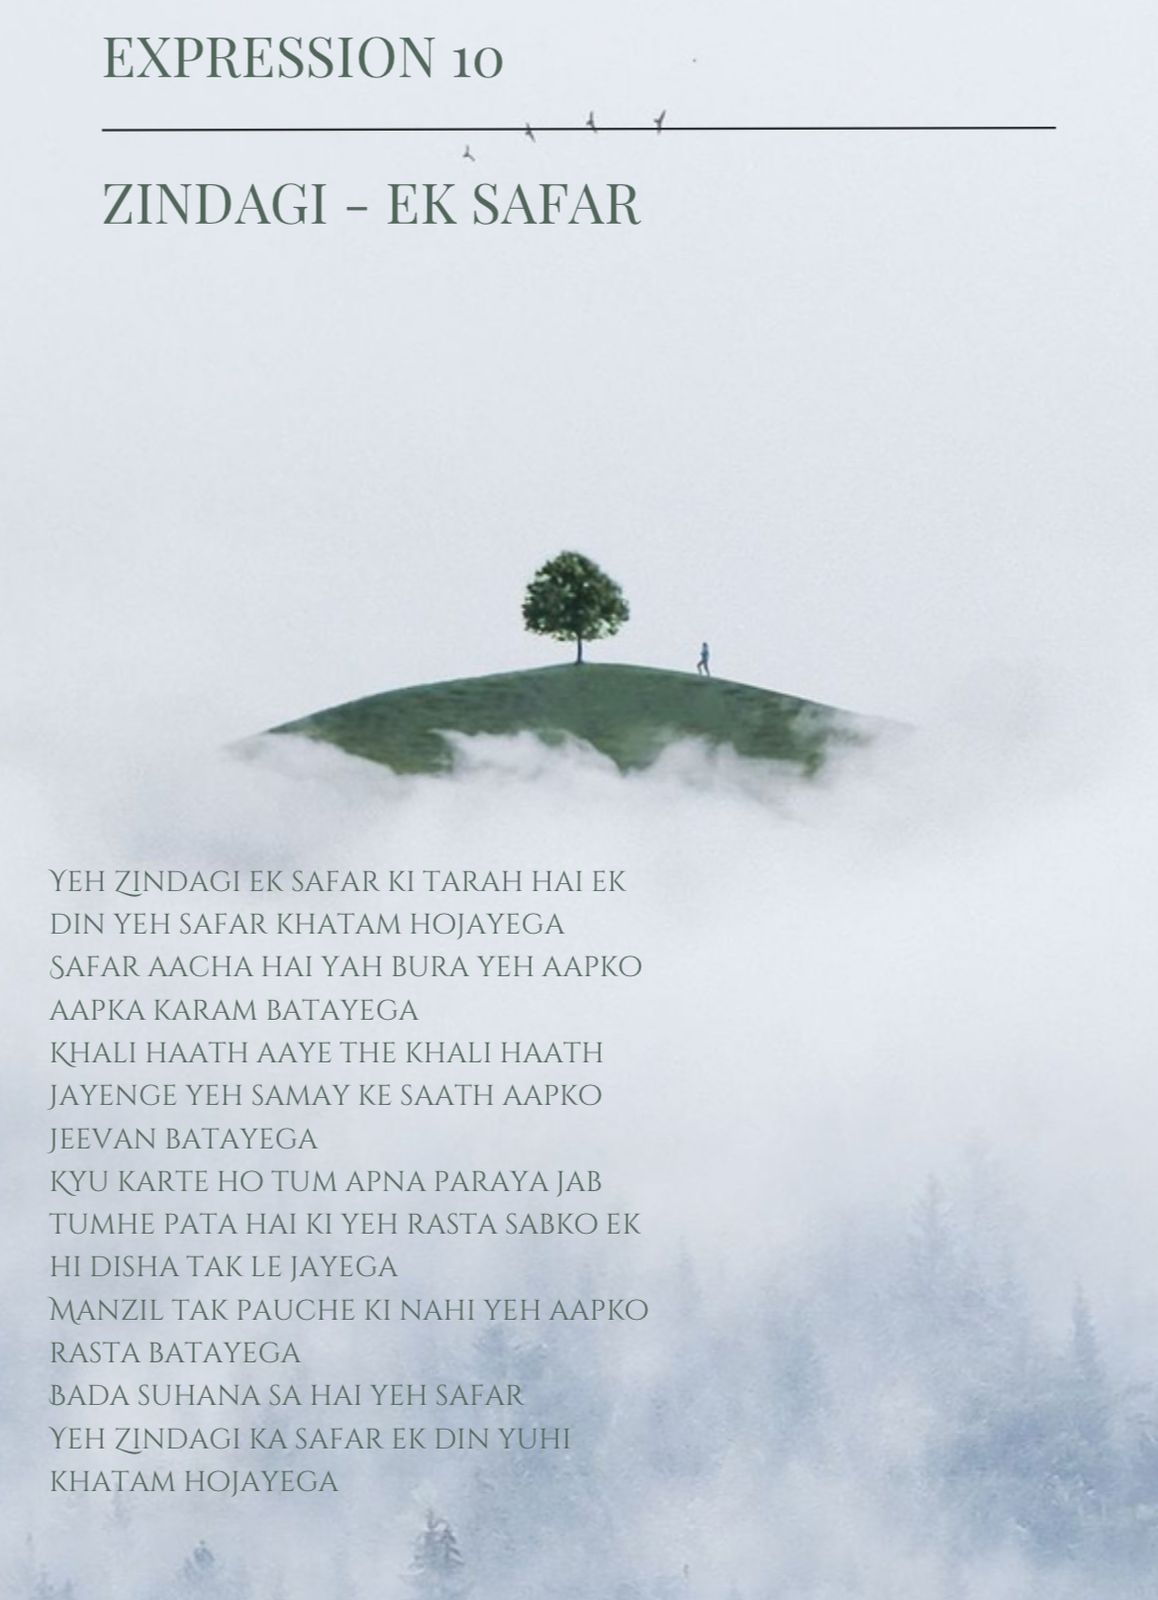 EXPRESSION 10
ZINDAGI - EK SAFAR
Yeh Zindagi ek safar ki tarah hai ek
din yeh safar khatam hojayega
Safar aacha hai yah bura yeh aapko
aapka karam batayega
Khali haath aaye the khali haath
jayenge yeh samay ke saath aapko
jeevan batayega
Kyu karte ho tum apna paraya jab
tumhe pata hai ki yeh rasta sabko ek
hi disha tak le jayega
Manzil tak pauche ki nahi yeh aapko
rasta batayega
Bada suhana sa hai yeh safar
Yeh Zindagi ka safar ek din yuhi
khatam hojayega